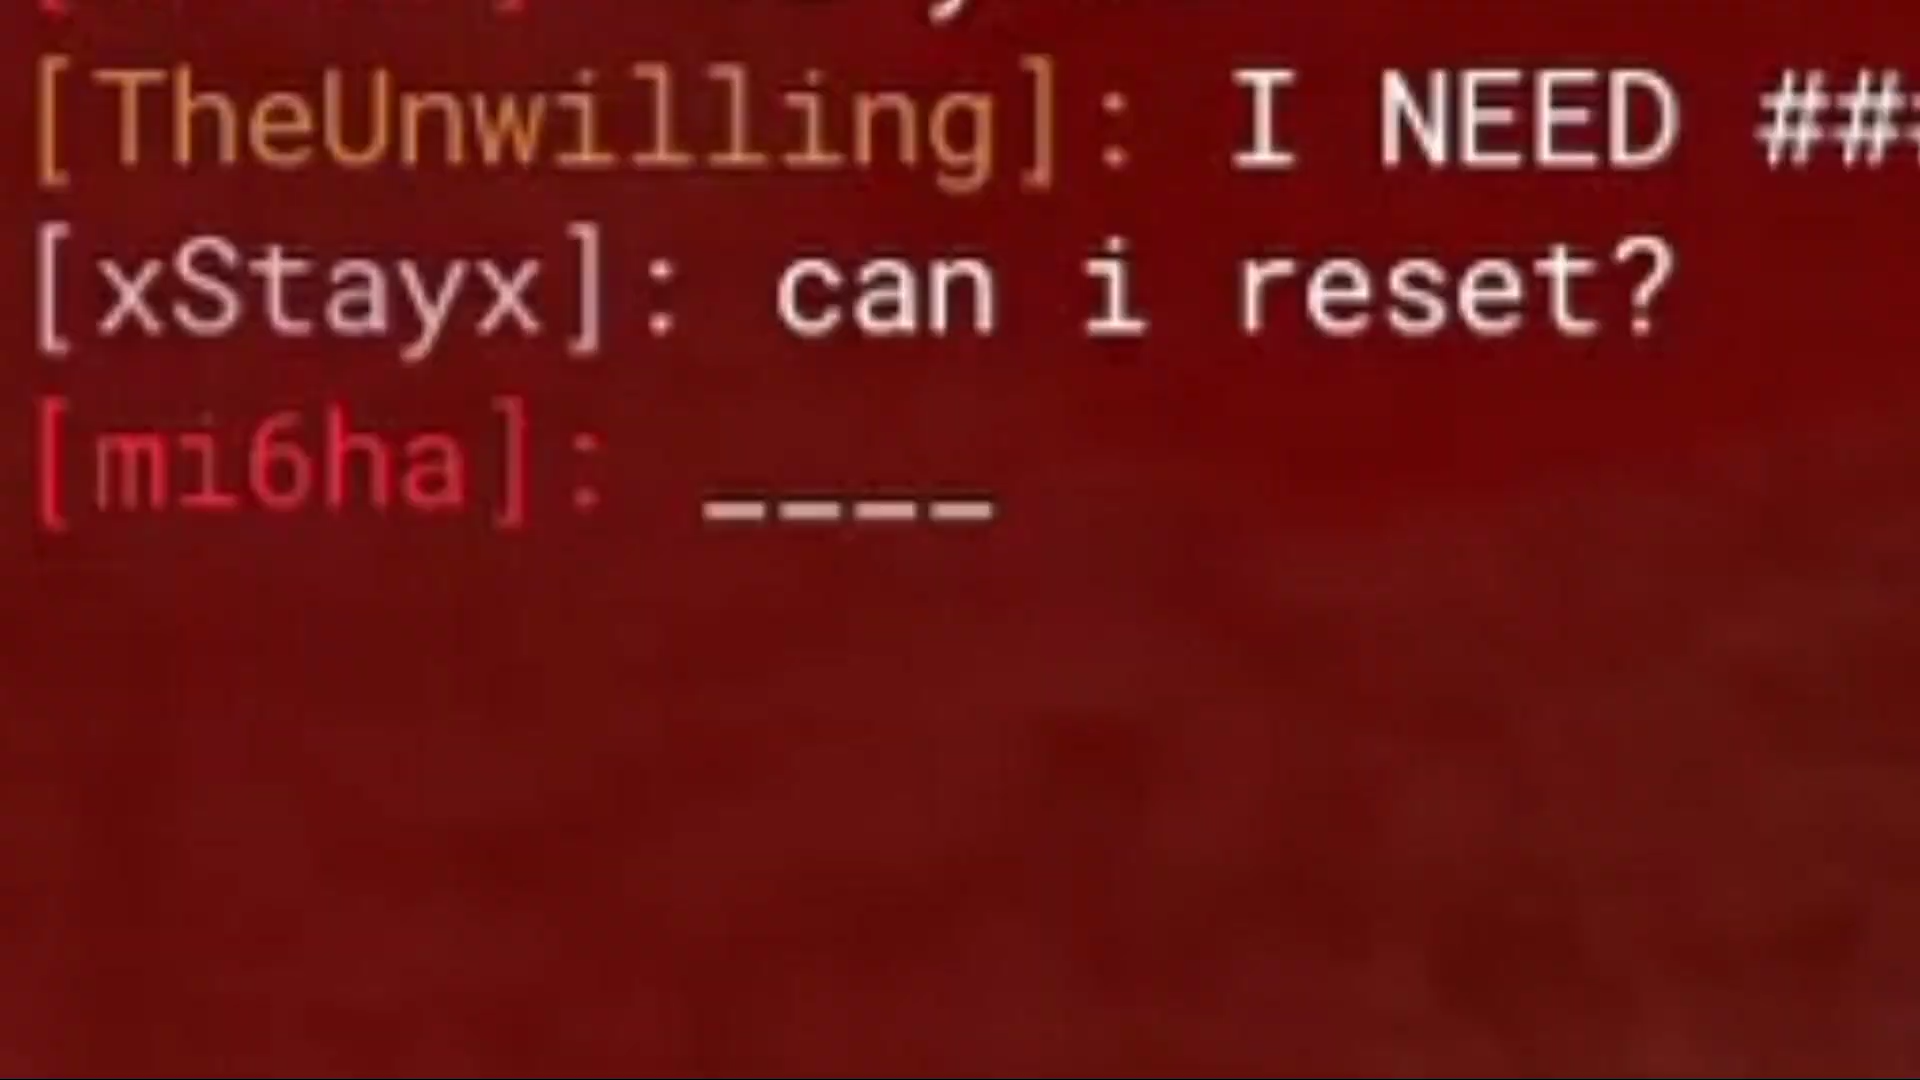 [TheUnwilling]: I NEED ###
[xStayx]: can i reset?
[mi6ha]: ____